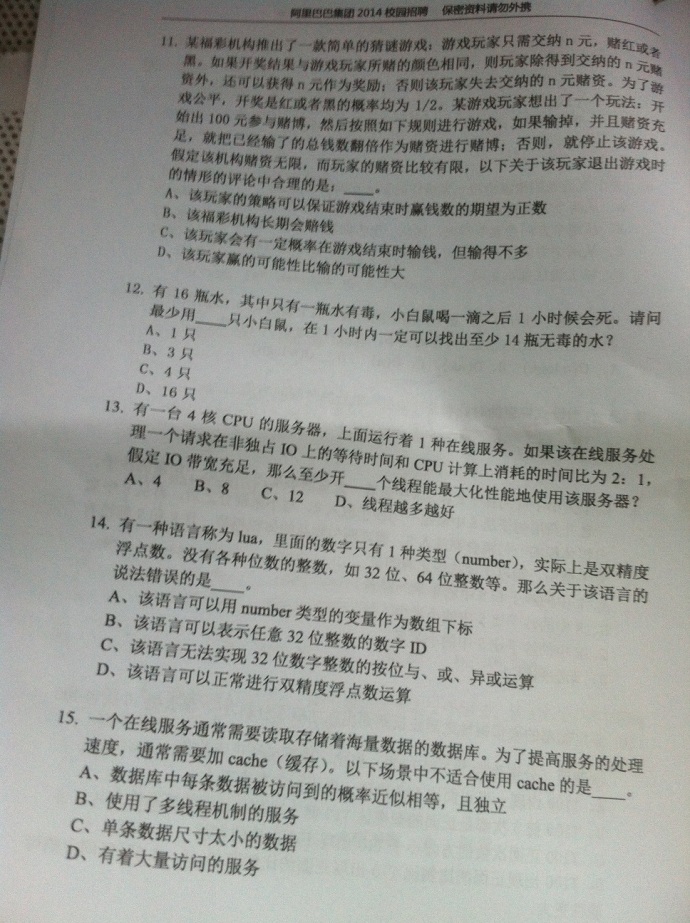 阿里巴巴集团2014校园招聘 保密资料请勿外携
11. 某福彩机构推出了一款简单的猜谜游戏：游戏玩家只需交纳 n 元，赌红或者
黑。如果开奖结果与游戏玩家所赌的颜色相同，则玩家除得到交纳的 n 元赌
资外，还可以获得 n 元作为奖励；否则该玩家失去交纳的 n 元赌资。为了游
戏公平，开奖是红或者黑的概率均为 1/2。某游戏玩家想出了一个玩法：开
始出 100 元参与赌博，然后按照如下规则进行游戏，如果输掉，并且赌资充
足，就把已经输了的总钱数翻倍作为赌资进行赌博；否则，就停止该游戏。
假定该机构赌资无限，而玩家的赌资比较有限，以下关于该玩家退出游戏时
的情形的评论中合理的是：____。
A、该玩家的策略可以保证游戏结束时赢钱数的期望为正数
B、该福彩机构长期会赔钱
C、该玩家会有一定概率在游戏结束时输钱，但输得不多
D、该玩家赢的可能性比输的可能性大
12. 有 16 瓶水，其中只有一瓶水有毒，小白鼠喝一滴之后 1 小时候会死。请问
最少用____只小白鼠，在 1 小时内一定可以找出至少 14 瓶无毒的水？
A、1 只
B、3 只
C、4 只
D、16 只
13. 有一台 4 核 CPU 的服务器，上面运行着 1 种在线服务。如果该在线服务处
理一个请求在非独占 IO 上的等待时间和 CPU 计算上消耗的时间比为 2：1，
假定 IO 带宽充足，那么至少开____个线程能最大化性能地使用该服务器？
A、4 B、8 C、12 D、线程越多越好
14. 有一种语言称为 lua，里面的数字只有 1 种类型（number），实际上是双精度
浮点数。没有各种位数的整数，如 32 位、64 位整数等。那么关于该语言的
说法错误的是____。
A、该语言可以用 number 类型的变量作为数组下标
B、该语言可以表示任意 32 位整数的数字 ID
C、该语言无法实现 32 位数字整数的按位与、或、异或运算
D、该语言可以正常进行双精度浮点数运算
15. 一个在线服务通常需要读取存储着海量数据的数据库。为了提高服务的处理
速度，通常需要加 cache（缓存）。以下场景中不适合使用 cache 的是____。
A、数据库中每条数据被访问到的概率近似相等，且独立
B、使用了多线程机制的服务
C、单条数据尺寸太小的数据
D、有着大量访问的服务